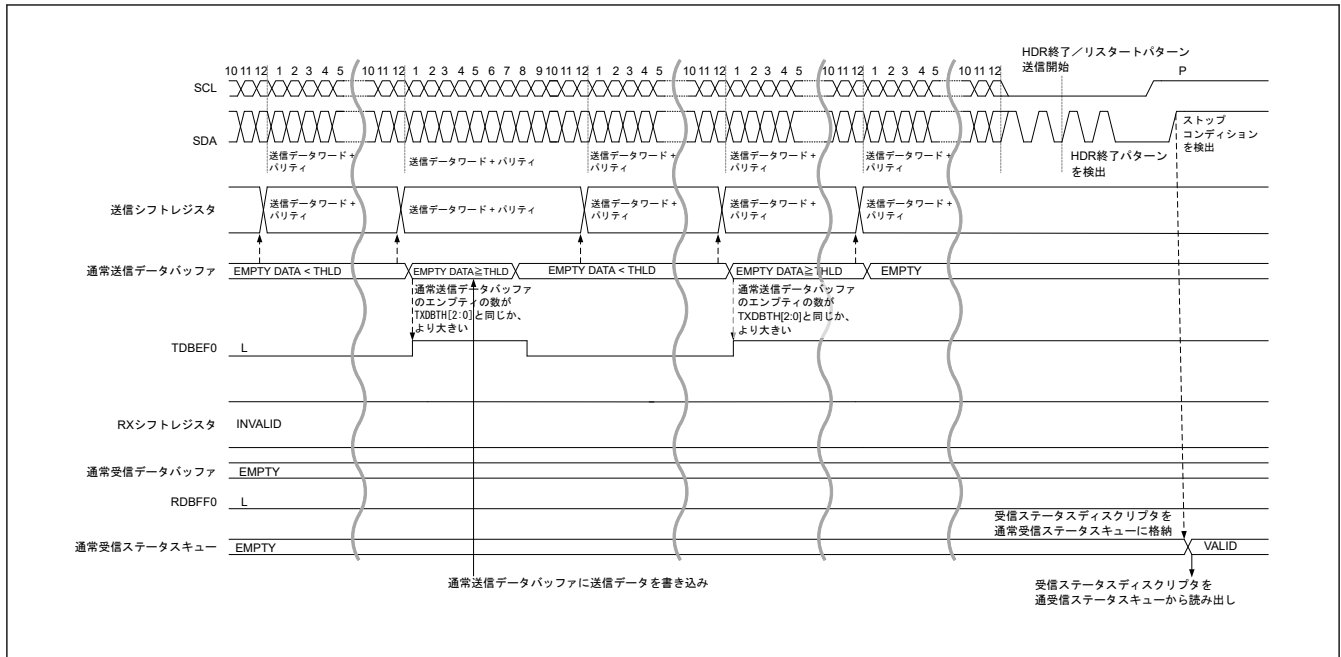 HDR終了／リスタートパターン
送信開始
P
10 11 12 1 2 3 4 5 10 11 12 1 2 3 4 5 6 7 8 9 10 11 12 1 2 3 4 5 10 11 12 1 2 3 4 5 10 11 12 1 2 3 4 5 10 11 12
SCL
SDA
ストップ
コンディション
を検出
送信データワード +
パリティ
送信データワード + パリティ
送信データワード +
パリティ
送信データワード +
パリティ
送信データワード +
パリティ
HDR終了パターン
を検出
送信シフトレジスタ
送信データワード +
パリティ
送信データワード + パリティ
送信データワード +
パリティ
送信データワード +
パリティ
送信データワード +
パリティ
通常送信データバッファ
EMPTY DATA < THLD
EMPTY DATA≧THLD
EMPTY DATA < THLD
EMPTY DATA≧THLD
EMPTY
通常送信データバッファ
のエンプティの数が
TXDBTH[2:0]と同じか、
より大きい
通常送信データバッファ
のエンプティの数が
TXDBTH[2:0]と同じか、
より大きい
TDBEF0 L
RXシフトレジスタ INVALID
通常受信データバッファ EMPTY
RDBFF0 L
受信ステータスディスクリプタを
通常受信ステータスキューに格納
通常受信ステータスキュー EMPTY
VALID
通常送信データバッファに送信データを書き込み
受信ステータスディスクリプタを
通受信ステータスキューから読み出し